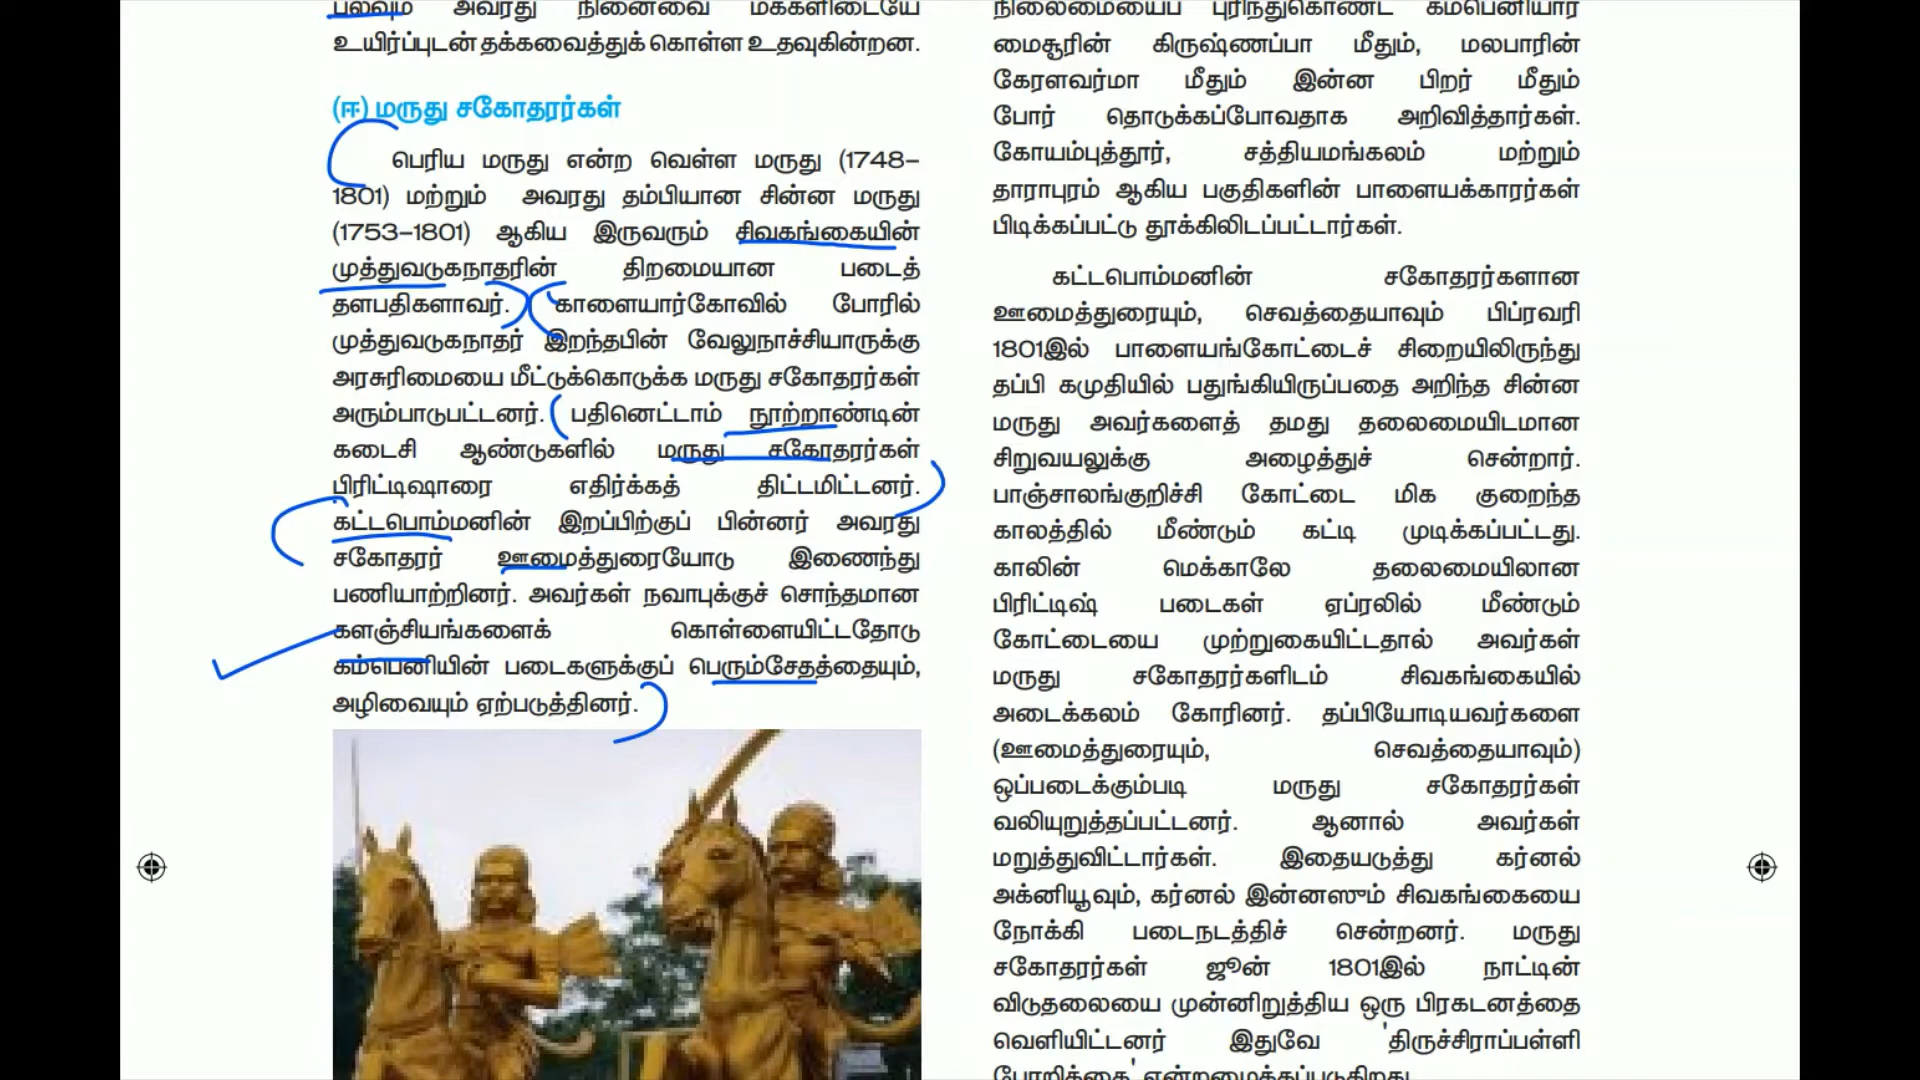 பலவும் அவரது நினைவை மக்களிடையே
உயிர்ப்புடன் தக்கவைத்துக் கொள்ள உதவுகின்றன.
(ஈ) மருது சகோதரர்கள்
பெரிய மருது என்ற வெள்ள மருது (1748–
1801) மற்றும் அவரது தம்பியான சின்ன மருது
(1753–1801) ஆகிய இருவரும் சிவகங்கையின்
முத்துவடுகநாதரின் திறமையான படைத்
தளபதிகளாவர். காளையார்கோவில் போரில்
முத்துவடுகநாதர் இறந்தபின் வேலுநாச்சியாருக்கு
அரசுரிமையை மீட்டுக்கொடுக்க மருது சகோதரர்கள்
அரும்பாடுபட்டனர். பதினெட்டாம் நூற்றாண்டின்
கடைசி ஆண்டுகளில் மருது சகோதரர்கள்
பிரிட்டிஷாரை எதிர்க்கத் திட்டமிட்டனர்.
கட்டபொம்மனின் இறப்பிற்குப் பின்னர் அவரது
சகோதரர் ஊமைத்துரையோடு இணைந்து
பணியாற்றினர். அவர்கள் நவாபுக்குச் சொந்தமான
களஞ்சியங்களைக் கொள்ளையிட்டதோடு
கம்பெனியின் படைகளுக்குப் பெரும்சேதத்தையும்,
அழிவையும் ஏற்படுத்தினர்.
நிலைமையைப் புரிந்துகொண்ட கம்பெனியார்
மைசூரின் கிருஷ்ணப்பா மீதும், மலபாரின்
கேரளவர்மா மீதும் இன்ன பிறர் மீதும்
போர் தொடுக்கப்போவதாக அறிவித்தார்கள்.
கோயம்புத்தூர், சத்தியமங்கலம் மற்றும்
தாராபுரம் ஆகிய பகுதிகளின் பாளையக்காரர்கள்
பிடிக்கப்பட்டு தூக்கிலிடப்பட்டார்கள்.
கட்டபொம்மனின் சகோதரர்களான
ஊமைத்துரையும், செவத்தையாவும் பிப்ரவரி
1801இல் பாளையங்கோட்டைச் சிறையிலிருந்து
தப்பி கமுதியில் பதுங்கியிருப்பதை அறிந்த சின்ன
மருது அவர்களைத் தமது தலைமையிடமான
சிறுவயலுக்கு அழைத்துச் சென்றார்.
பாஞ்சாலங்குறிச்சி கோட்டை மிக குறைந்த
காலத்தில் மீண்டும் கட்டி முடிக்கப்பட்டது.
காலின் மெக்காலே தலைமையிலான
பிரிட்டிஷ் படைகள் ஏப்ரலில் மீண்டும்
கோட்டையை முற்றுகையிட்டதால் அவர்கள்
மருது சகோதரர்களிடம் சிவகங்கையில்
அடைக்கலம் கோரினர். தப்பியோடியவர்களை
(ஊமைத்துரையும், செவத்தையாவும்)
ஒப்படைக்கும்படி மருது சகோதரர்கள்
வலியுறுத்தப்பட்டனர். ஆனால் அவர்கள்
மறுத்துவிட்டார்கள். இதையடுத்து கர்னல்
அக்னியூவும், கர்னல் இன்னஸும் சிவகங்கையை
நோக்கி படைநடத்திச் சென்றனர். மருது
சகோதரர்கள் ஜூன் 1801இல் நாட்டின்
விடுதலையை முன்னிறுத்திய ஒரு பிரகடனத்தை
வெளியிட்டனர் இதுவே 'திருச்சிராப்பள்ளி
பேரறிக்கை' என்றழைக்கப்படுகிறது.